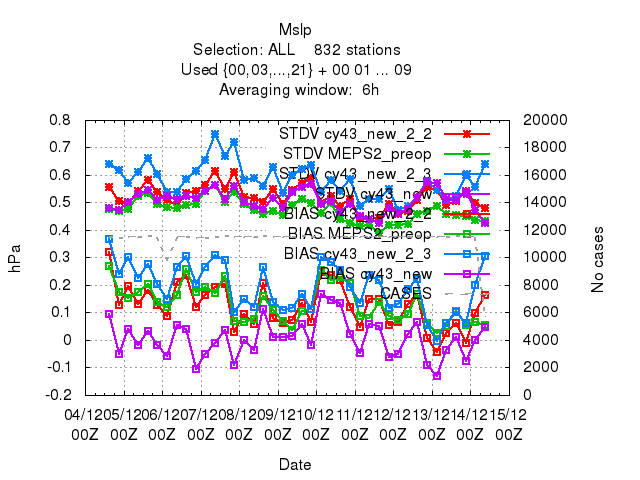 Mslp
Selection: ALL 832 stations
Used {00,03,...,21} + 00 01 ... 09
Averaging window: 6h
0.8
0.7
0.6
0.5
0.4
0.3
0.2
0.1
0
-0.1
-0.2
hPa
20000
18000
16000
14000
12000
10000
8000
6000
4000
2000
0
No cases
STDV cy43_new_2_2
STDV MEPS2_preop
STDV cy43_new_2_3
STDV cy43_new
BIAS cy43_new_2_2
BIAS MEPS2_preop
BIAS cy43_new_2_3
BIAS cy43_new
CASES
04/12 05/12 06/12 07/12 08/12 09/12 10/12 11/12 12/12 13/12 14/12 15/12
00Z 00Z 00Z 00Z 00Z 00Z 00Z 00Z 00Z 00Z 00Z 00Z
Date